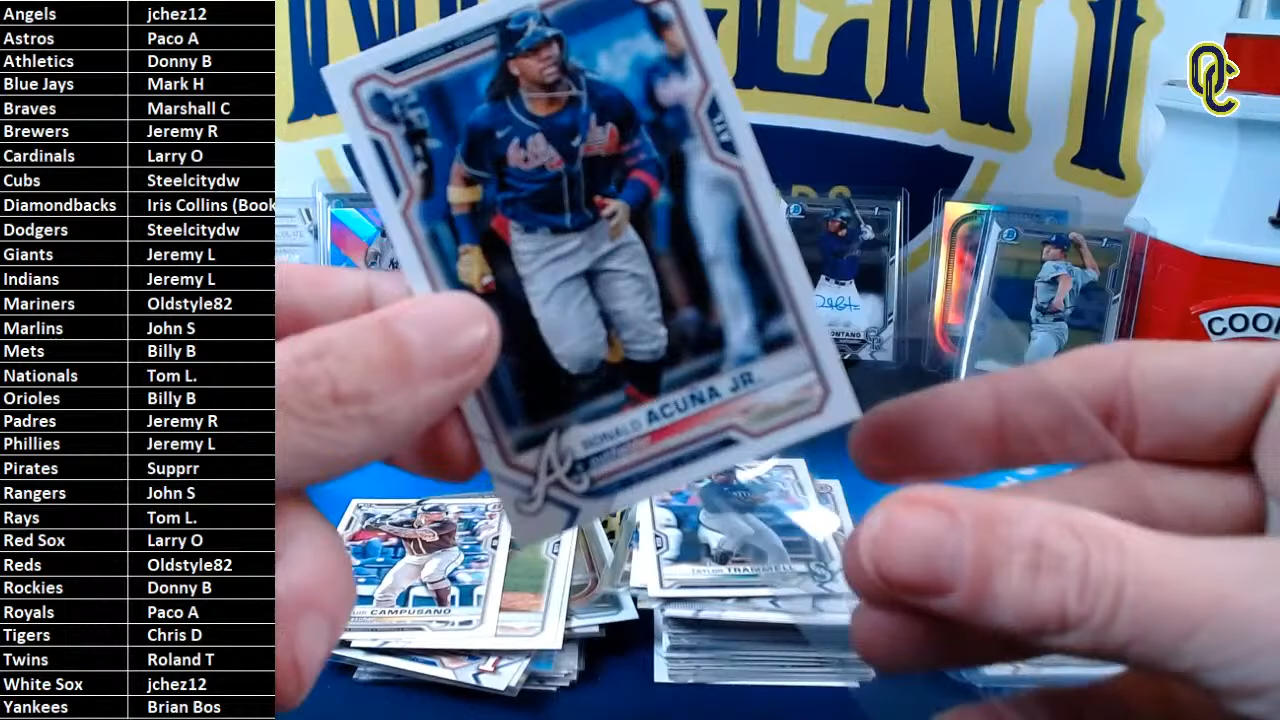 Angels jchez12
Astros Paco A
Athletics Donny B
Blue Jays Mark H
Braves Marshall C
Brewers Jeremy R
Cardinals Larry O
Cubs Steelcitydw
Diamondbacks Iris Collins (Book
Dodgers Steelcitydw
Giants Jeremy L
Indians Jeremy L
Mariners Oldstyle82
Marlins John S
Mets Billy B
Nationals Tom L.
Orioles Billy B
Padres Jeremy R
Phillies Jeremy L
Pirates Supprr
Rangers John S
Rays Tom L.
Red Sox Larry O
Reds Oldstyle82
Rockies Donny B
Royals Paco A
Tigers Chris D
Twins Roland T
White Sox jchez12
Yankees Brian Bos
OC
RONALD ACUNA JR.
A
CAMPUSANO
TAYLOR TRAMMELL
S
ONTANO
COO